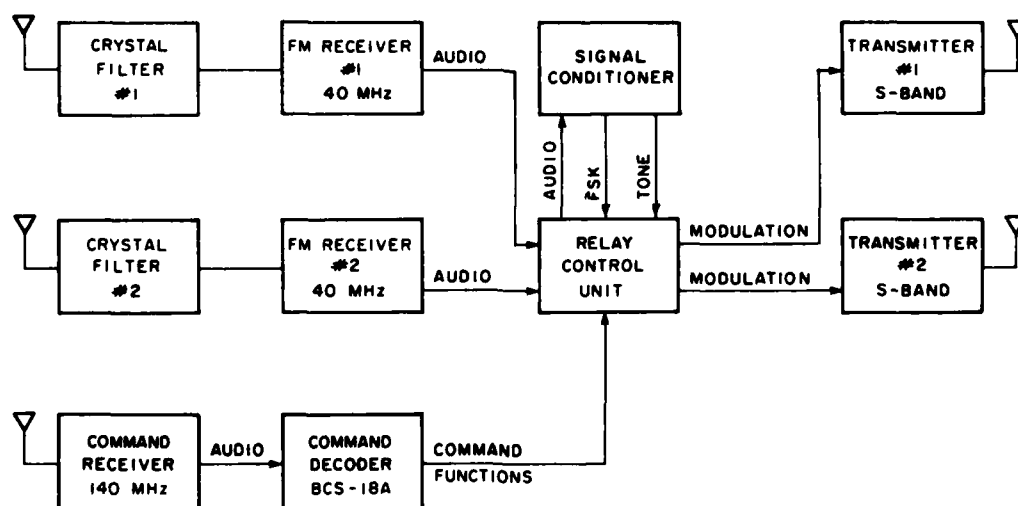 CRYSTAL
FILTER
#1
FM RECEIVER
#1
40 MHz
AUDIO
SIGNAL
CONDITIONER
TRANSMITTER
#1
S-BAND
AUDIO
FSK
TONE
CRYSTAL
FILTER
#2
FM RECEIVER
#2
40 MHz
AUDIO
RELAY
CONTROL
UNIT
MODULATION
MODULATION
TRANSMITTER
#2
S-BAND
COMMAND
RECEIVER
140 MHz
AUDIO
COMMAND
DECODER
BCS-18A
COMMAND
FUNCTIONS